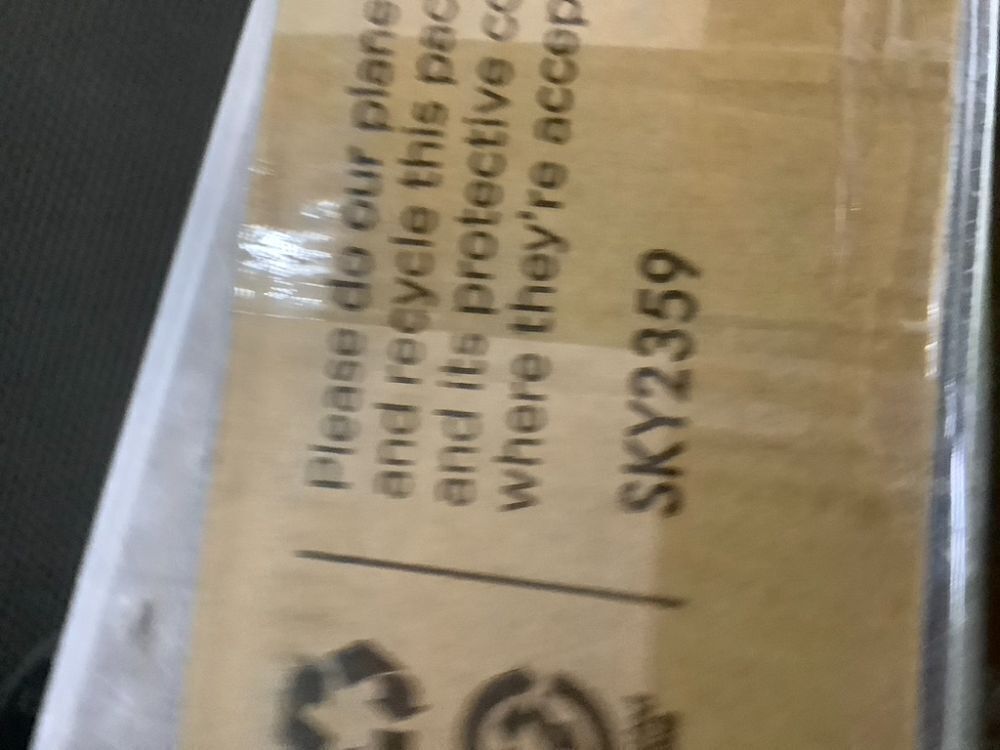 Please do our plane
and recycle this pac
and its protective co
where they're accep
SKY2359